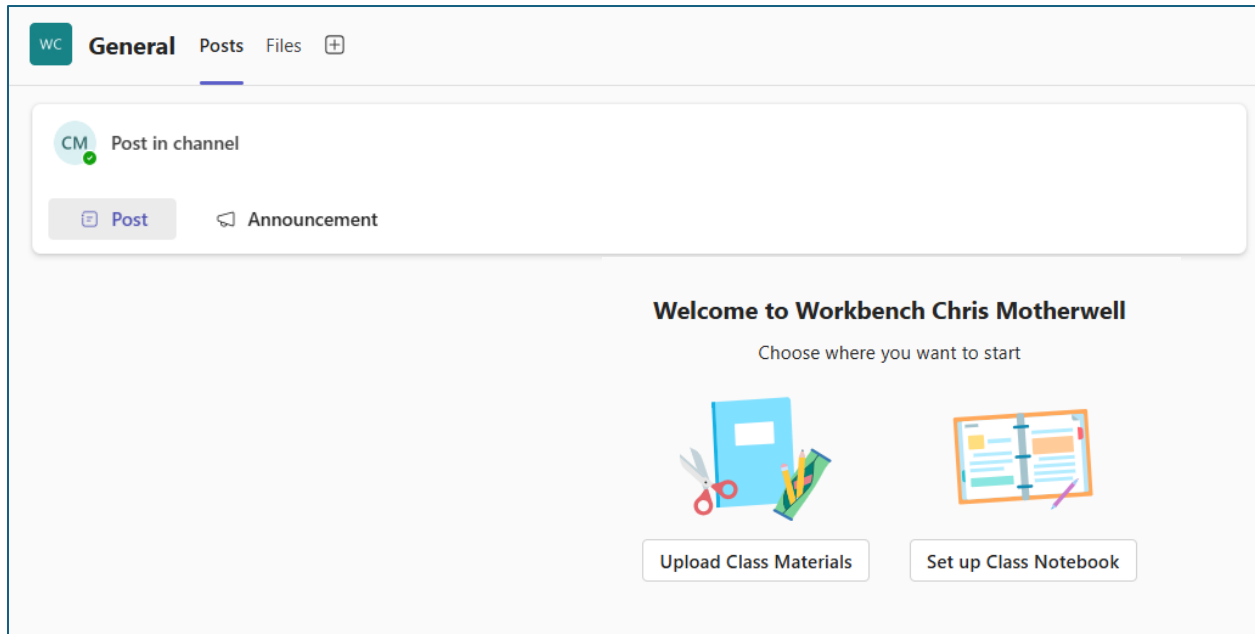 WC General Posts Files
CM Post in channel
Post Announcement
Welcome to Workbench Chris Motherwell
Choose where you want to start
Upload Class Materials Set up Class Notebook